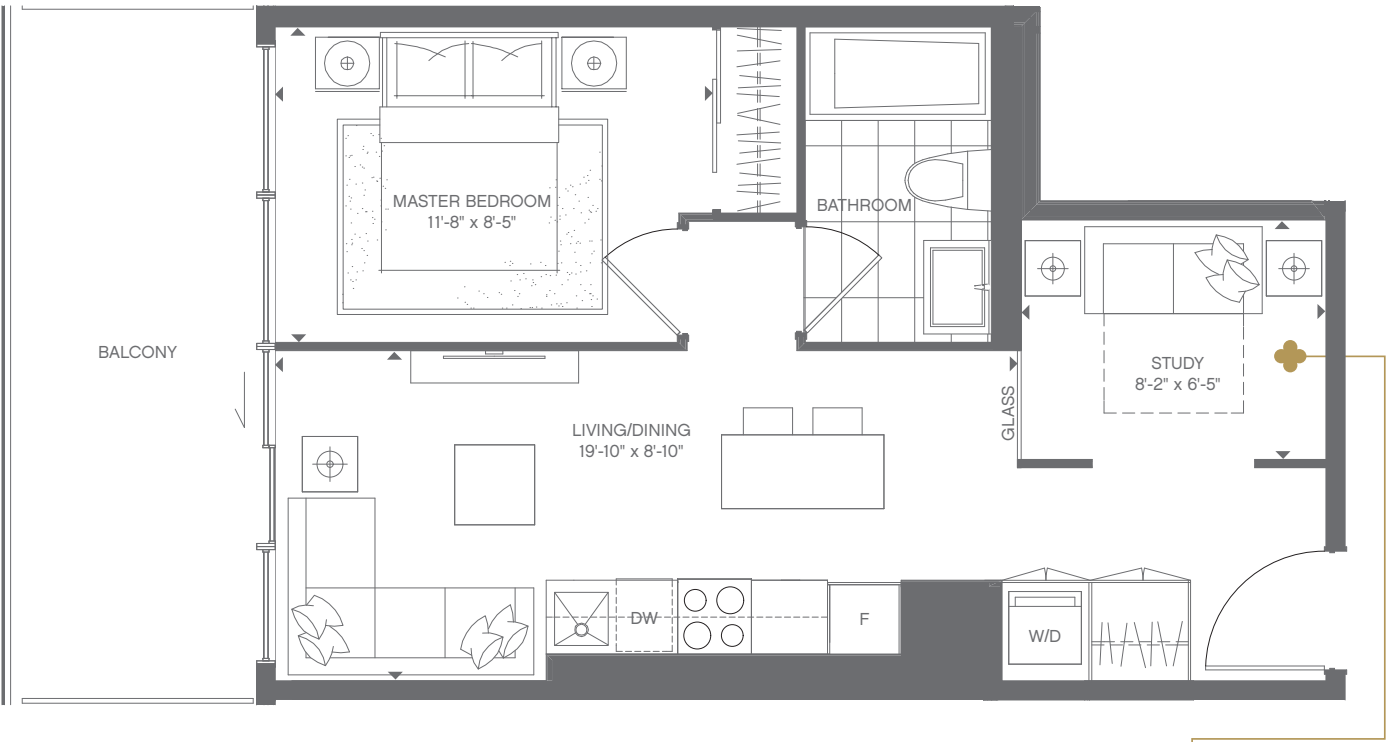 MASTER BEDROOM
11'-8" x 8'-5"
BATHROOM
BALCONY
STUDY
8'-2" x 6'-5"
GLASS
LIVING/DINING
19'-10" x 8'-10"
DW
F
W/D